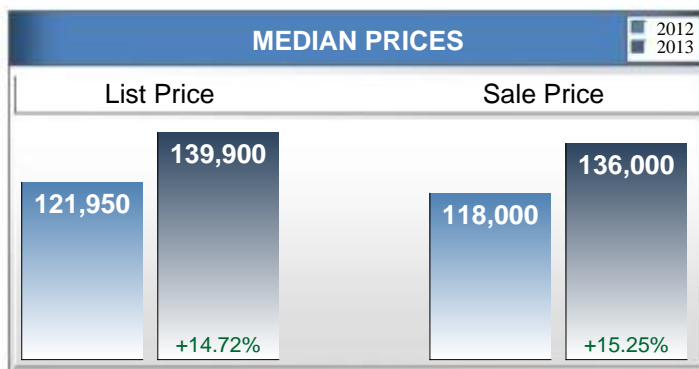 MEDIAN PRICES
2012
2013
List Price
Sale Price
121,950
139,900
+14.72%
118,000
136,000
+15.25%